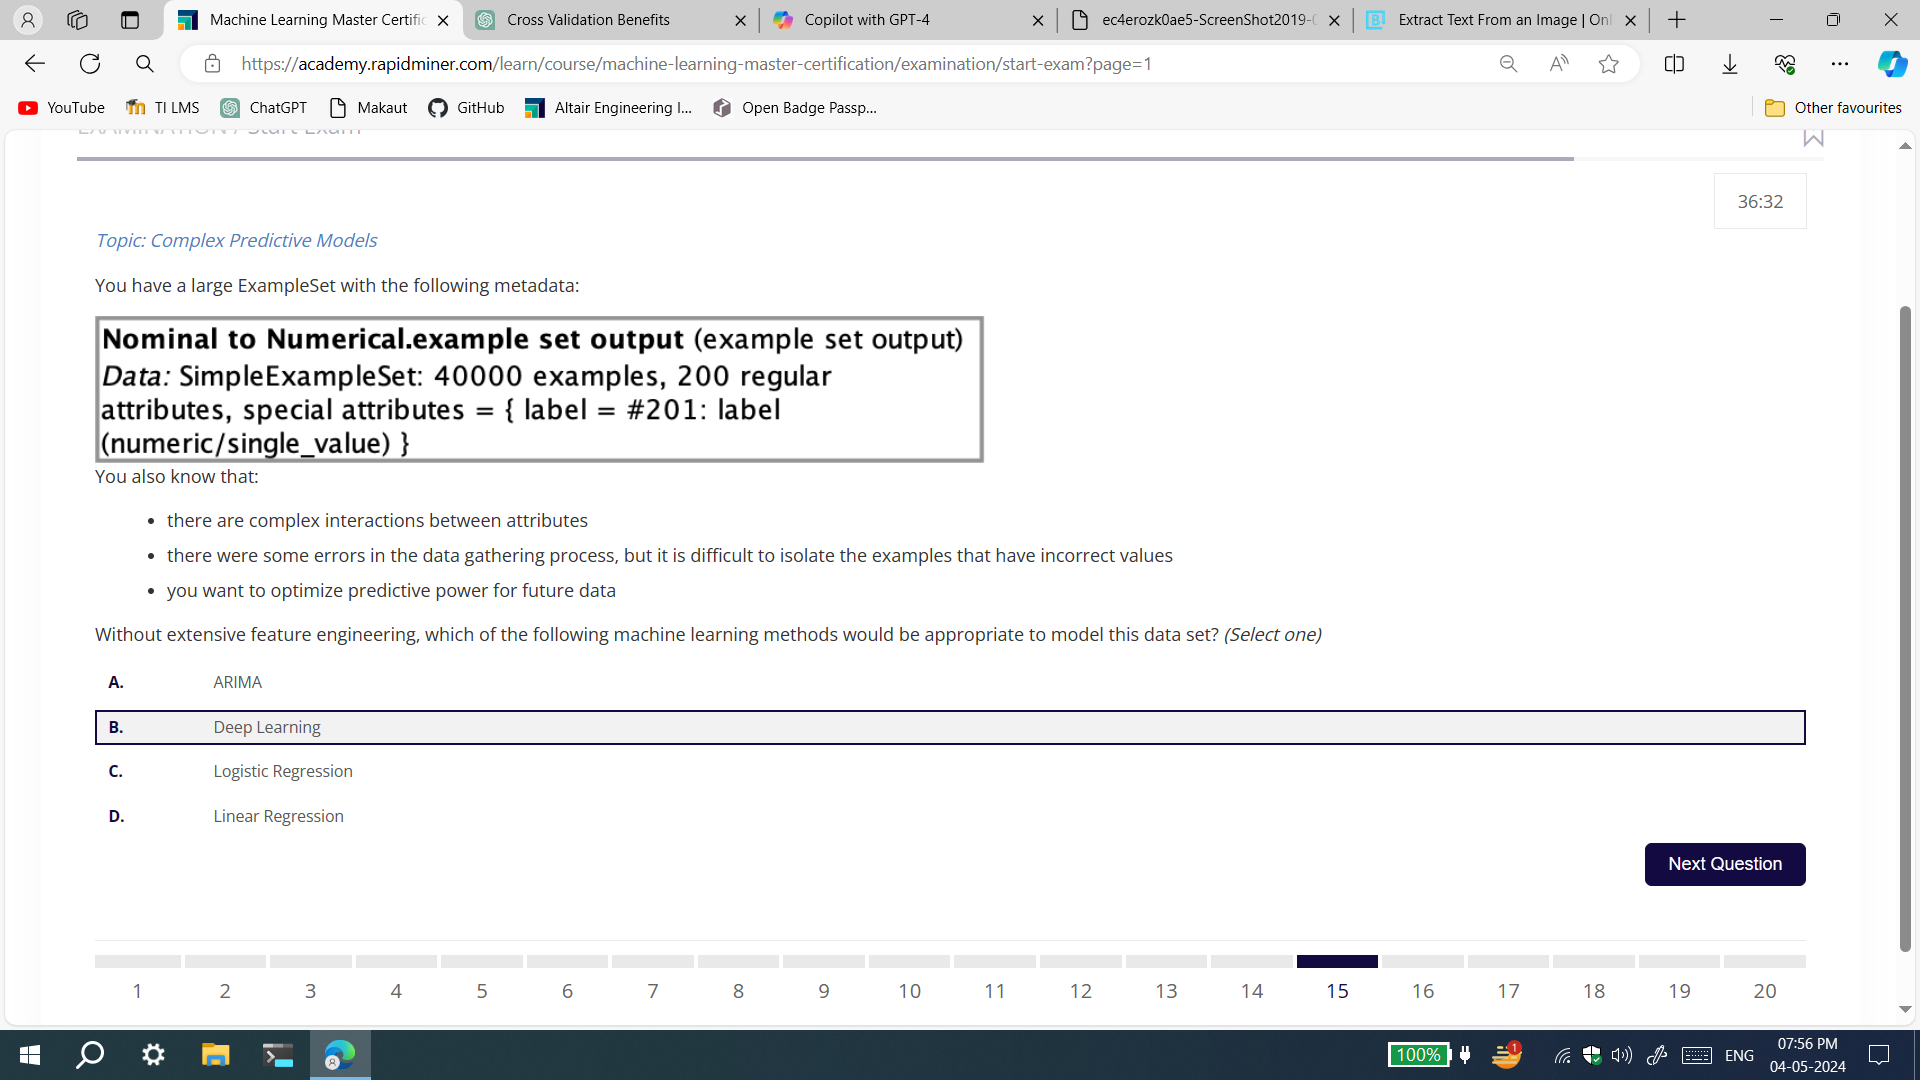 Machine Learning Master Certific
Cross Validation Benefits
Copilot with GPT-4
ec4erozk0ae5-ScreenShot2019-0
Extract Text From an Image | Onl
https://academy.rapidminer.com/learn/course/machine-learning-master-certification/examination/start-exam?page=1
YouTube
TI LMS
ChatGPT
Makaut
GitHub
Altair Engineering I...
Open Badge Passp...
Other favourites
EXAMINATION / Start Exam
36:32
Topic: Complex Predictive Models
You have a large ExampleSet with the following metadata:
Nominal to Numerical.example set output (example set output)
Data: SimpleExampleSet: 40000 examples, 200 regular
attributes, special attributes = { label = #201: label
(numeric/single_value) }
You also know that:
• there are complex interactions between attributes
• there were some errors in the data gathering process, but it is difficult to isolate the examples that have incorrect values
• you want to optimize predictive power for future data
Without extensive feature engineering, which of the following machine learning methods would be appropriate to model this data set? (Select one)
A. ARIMA
B. Deep Learning
C. Logistic Regression
D. Linear Regression
Next Question
1 2 3 4 5 6 7 8 9 10 11 12 13 14 15 16 17 18 19 20
100%
1
ENG
07:56 PM
04-05-2024